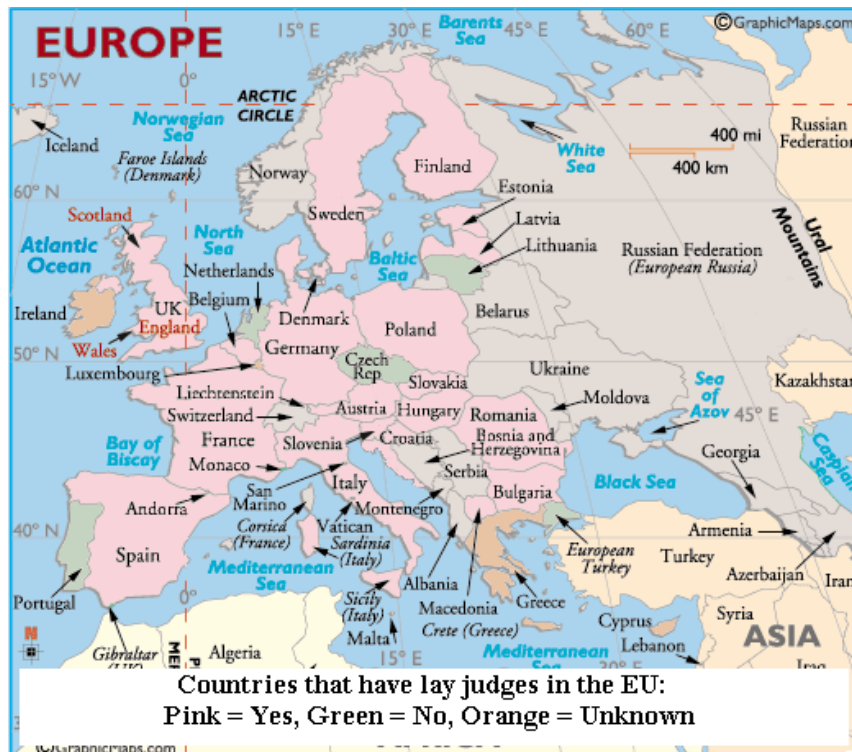 EUROPE
©GraphicMaps.com
15° E
30° E
Barents
Sea
45° E
60° E
15° W
0°
ARCTIC
CIRCLE
Norwegian
Sea
Iceland
Faroe Islands
(Denmark)
Norway
Finland
White
Sea
400 mi
400 km
Russian
Federation
60° N
Scotland
Sweden
Estonia
Latvia
Lithuania
Ural
Mountains
North
Sea
Baltic
Sea
Russian Federation
(European Russia)
Atlantic
Ocean
Netherlands
Belgium
Ireland
UK
England
Denmark
Poland
Belarus
Wales
50° N
Germany
Czech
Rep
Luxembourg
Slovakia
Ukraine
Kazakhstan
Liechtenstein
Switzerland
Austria
Hungary
Romania
Moldova
Sea
of
Azov
45° E
Bay of
Biscay
France
Slovenia
Croatia
Bosnia and
Herzegovina
Georgia
Caspian
Sea
Monaco
Serbia
Andorra
San
Marino
Italy
Montenegro
Bulgaria
Black Sea
40° N
Corsica
(France)
Vatican
Sardinia
(Italy)
Armenia
Spain
Mediterranean
Sea
Albania
European
Turkey
Turkey
Azerbaijan
Iran
Portugal
0°
Sicily
(Italy)
Macedonia
Greece
Syria
N
Malta
Crete (Greece)
Cyprus
Lebanon
ASIA
Gibraltar
(UK)
Algeria
15° E
Mediterranean
Sea
30° E
Iraq
Countries that have lay judges in the EU:
Pink = Yes, Green = No, Orange = Unknown
©GraphicMaps.com